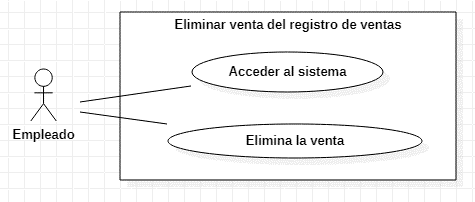 Eliminar venta del registro de ventas
Acceder al sistema
Empleado
Elimina la venta